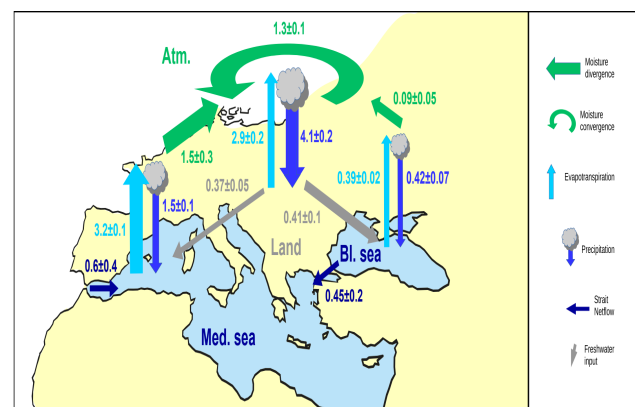 1.3±0.1
Atm.
0.09±0.05
2.9±0.2
4.1±0.2
1.5±0.3
0.37±0.05
0.39±0.02
0.42±0.07
1.5±0.1
0.41±0.1
3.2±0.1
Land
Bl. sea
0.6±0.4
0.45±0.2
Med. sea
Moisture
divergence
Moisture
convergence
Evapotranspiration
Precipitation
Strait
Netflow
Freshwater
input